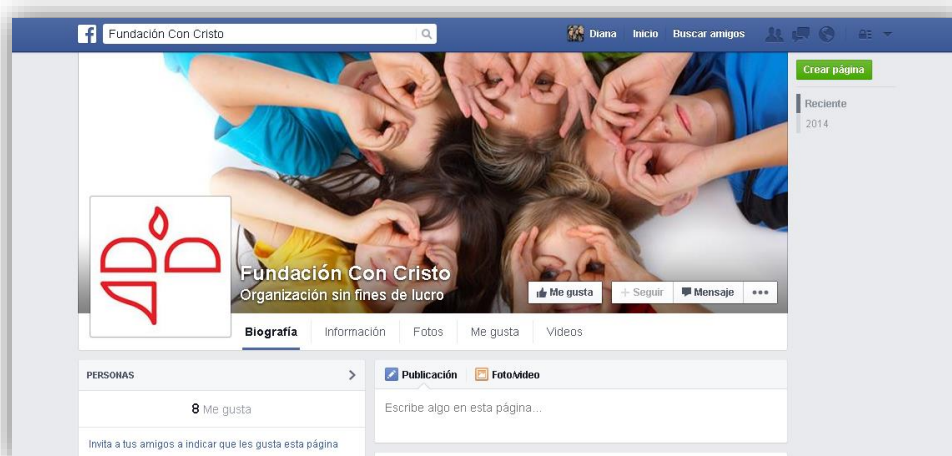 Fundación Con Cristo
Diana Inicio Buscar amigos
Crear página
Reciente
2014
Fundación Con Cristo
Organización sin fines de lucro
Me gusta + Seguir Mensaje
Biografía Información Fotos Me gusta Videos
PERSONAS
8 Me gusta
Invita a tus amigos a indicar que les gusta esta página
Publicación Foto/video
Escribe algo en esta página...